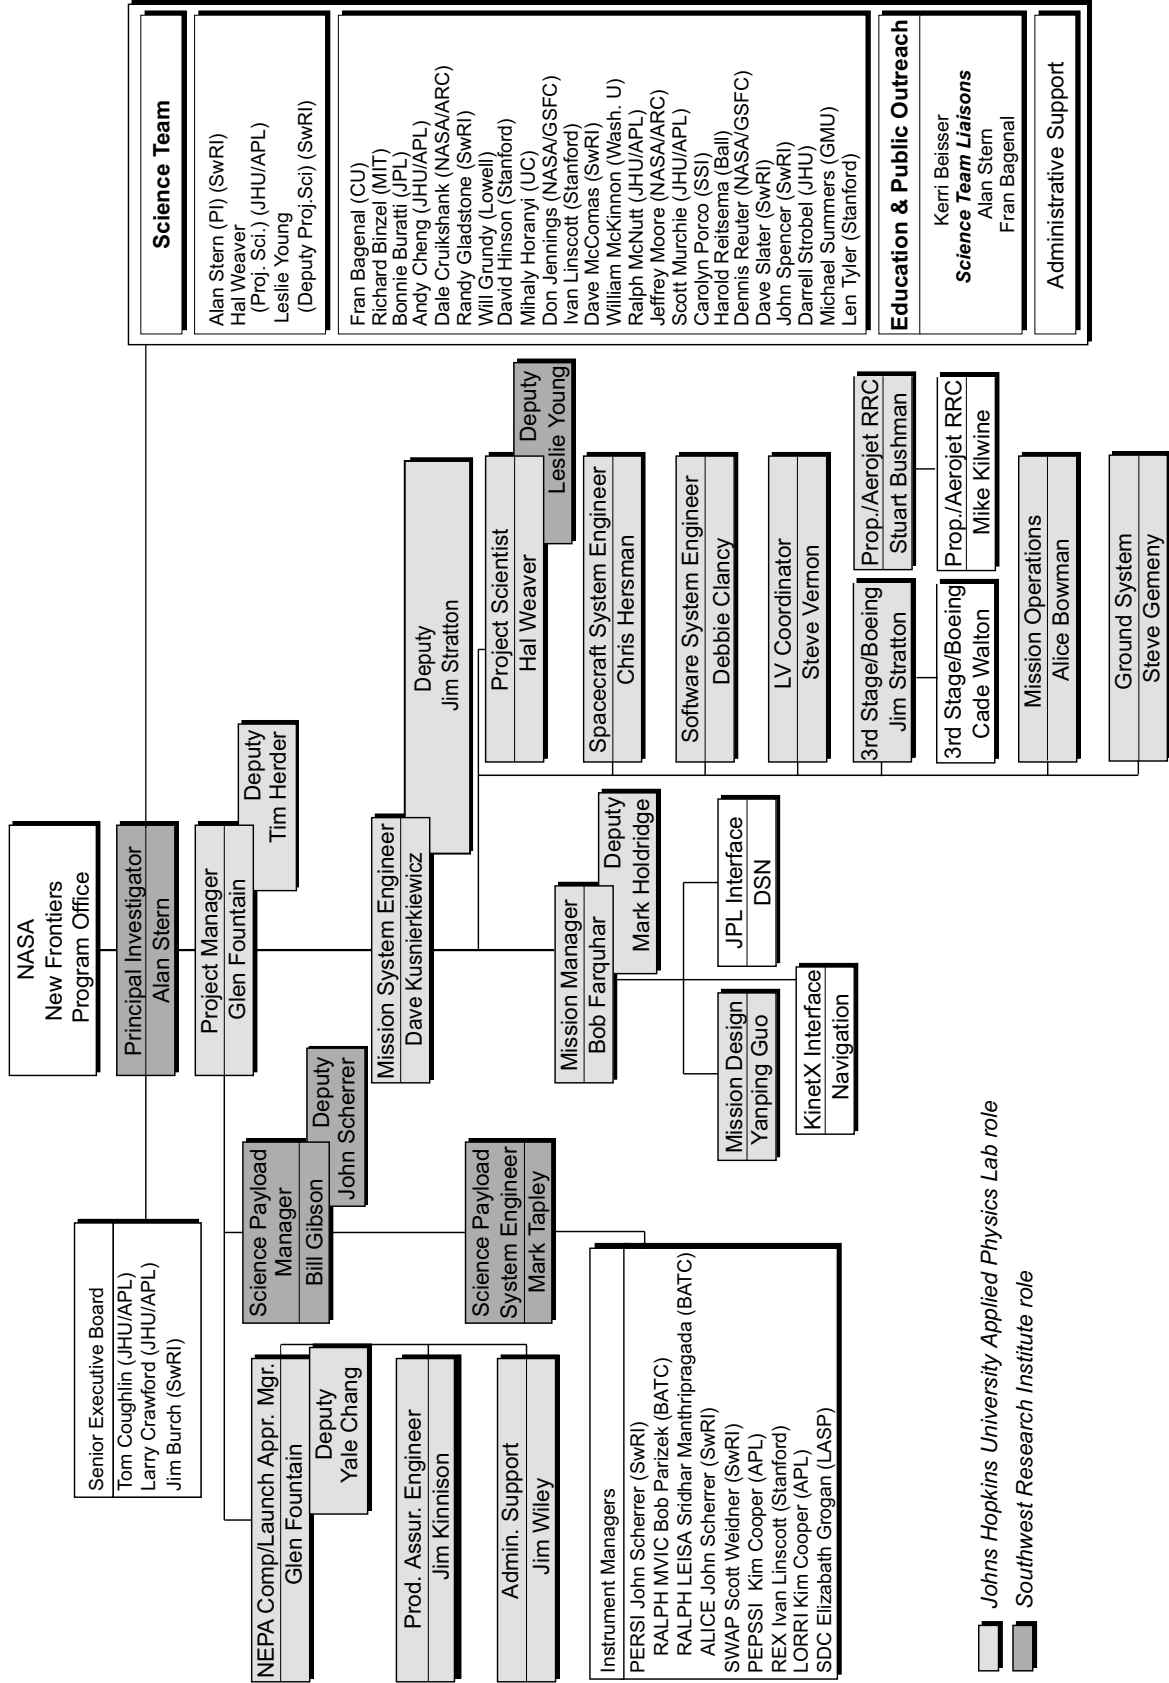 NASA
New Frontiers
Program Office
Principal Investigator
Alan Stern
Senior Executive Board
Tom Coughlin (JHU/APL)
Larry Crawford (JHU/APL)
Jim Burch (SwRI)
Project Manager
Glen Fountain
Deputy
Tim Herder
NEPA Comp/Launch Appr. Mgr.
Glen Fountain
Deputy
Yale Chang
Prod. Assur. Engineer
Jim Kinnison
Admin. Support
Jim Wiley
Science Payload
Manager
Bill Gibson
Deputy
John Scherrer
Science Payload
System Engineer
Mark Tapley
Instrument Managers
PERSI John Scherrer (SwRI)
RALPH MVIC Bob Parizek (BATC)
RALPH LEISA Sridhar Manthripragada (BATC)
ALICE John Scherrer (SwRI)
SWAP Scott Weidner (SwRI)
PEPSSI Kim Cooper (APL)
REX Ivan Linscott (Stanford)
LORRI Kim Cooper (APL)
SDC Elizabath Grogan (LASP)
Mission System Engineer
Dave Kusnierkiewicz
Deputy
Jim Stratton
Mission Manager
Bob Farquhar
Deputy
Mark Holdridge
Mission Design
Yanping Guo
JPL Interface
DSN
KinetX Interface
Navigation
Project Scientist
Hal Weaver
Deputy
Leslie Young
Spacecraft System Engineer
Chris Hersman
Software System Engineer
Debbie Clancy
LV Coordinator
Steve Vernon
3rd Stage/Boeing
Jim Stratton
Prop./Aerojet RRC
Stuart Bushman
3rd Stage/Boeing
Cade Walton
Prop./Aerojet RRC
Mike Kilwine
Mission Operations
Alice Bowman
Ground System
Steve Gemeny
Science Team
Alan Stern (PI) (SwRI)
Hal Weaver
(Proj. Sci.) (JHU/APL)
Leslie Young
(Deputy Proj.Sci) (SwRI)
Fran Bagenal (CU)
Richard Binzel (MIT)
Bonnie Buratti (JPL)
Andy Cheng (JHU/APL)
Dale Cruikshank (NASA/ARC)
Randy Gladstone (SwRI)
Will Grundy (Lowell)
David Hinson (Stanford)
Mihaly Horanyi (UC)
Don Jennings (NASA/GSFC)
Ivan Linscott (Stanford)
Dave McComas (SwRI)
William McKinnon (Wash. U)
Ralph McNutt (JHU/APL)
Jeffrey Moore (NASA/ARC)
Scott Murchie (JHU/APL)
Carolyn Porco (SSI)
Harold Reitsema (Ball)
Dennis Reuter (NASA/GSFC)
Dave Slater (SwRI)
John Spencer (SwRI)
Darrell Strobel (JHU)
Michael Summers (GMU)
Len Tyler (Stanford)
Education & Public Outreach
Kerri Beisser
Science Team Liaisons
Alan Stern
Fran Bagenal
Administrative Support
Johns Hopkins University Applied Physics Lab role
Southwest Research Institute role